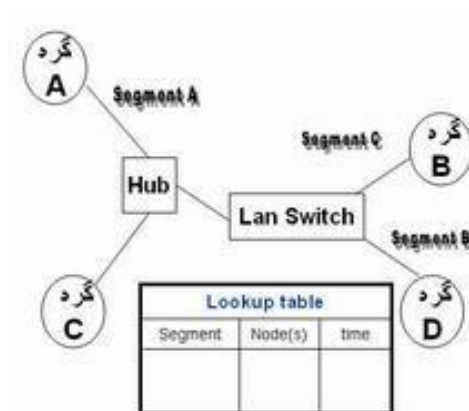 گره
A
Segment A
گره
B
Segment C
Hub
Lan Switch
Segment B
گره
C
گره
D
Lookup table
Segment Node(s) time